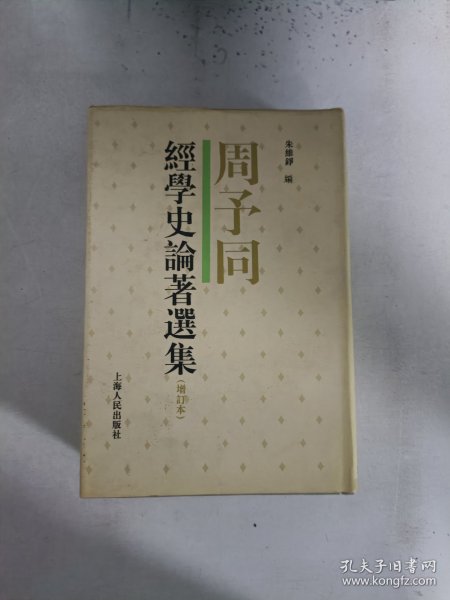 朱維錚 編
周予同
經學史論著選集
(增訂本)
上海人民出版社
孔夫子旧书网
www.kongfz.com